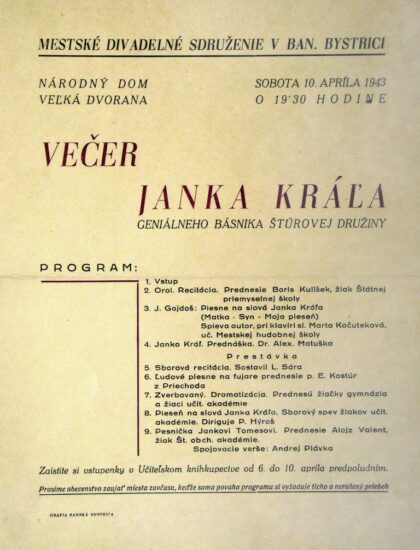 MESTSKÉ DIVADELNÉ SDRUŽENIE V BAN. BYSTRICI
NÁRODNÝ DOM
VEĽKÁ DVORANA
SOBOTA 10. APRÍLA 1943
O 19'30 HODINE
VEČER
JANKA KRÁĽA
GENIÁLNEHO BÁSNIKA ŠTÚROVEJ DRUŽINY
PROGRAM:
1. Vstup
2. Orol. Recitácia. Prednesie Boris Kulíšek, žiak Štátnej
priemyselnej školy
3. J. Gojdoš: Piesne na slová Janka Kráľa
(Matka - Syn - Moja pieseň)
Spieva autor, pri klavíri sl. Marta Kočuteková,
uč. Mestskej hudobnej školy
4. Janko Kráľ. Prednáška. Dr. Alex. Matuška
Prestávka
5. Sborová recitácia. Sostavil L. Sára
6. Ľudové piesne na fujare prednesie p. E. Kostúr
z Priechoda
7. Zverbovaný. Dramatizácia. Prednesú žiačky gymnázia
a žiaci učit. akadémie
8. Pieseň na slová Janka Kráľa. Sborový spev žiakov učit.
akadémie. Diriguje P. Hýroš
9. Pesnička Jankovi Tomesovi. Prednesie Alojz Valent,
žiak Št. obch. akadémie.
Spojovacie verše: Andrej Plávka
Zaistite si vstupenky v Učiteľskom kníhkupectve od 6. do 10. apríla predpoludním.
Prosíme obecenstvo zaujať miesta zavčasu, keďže sama povaha programu si vyžaduje ticho a nerušený priebeh
GRAFIA BANSKÁ BYSTRICA